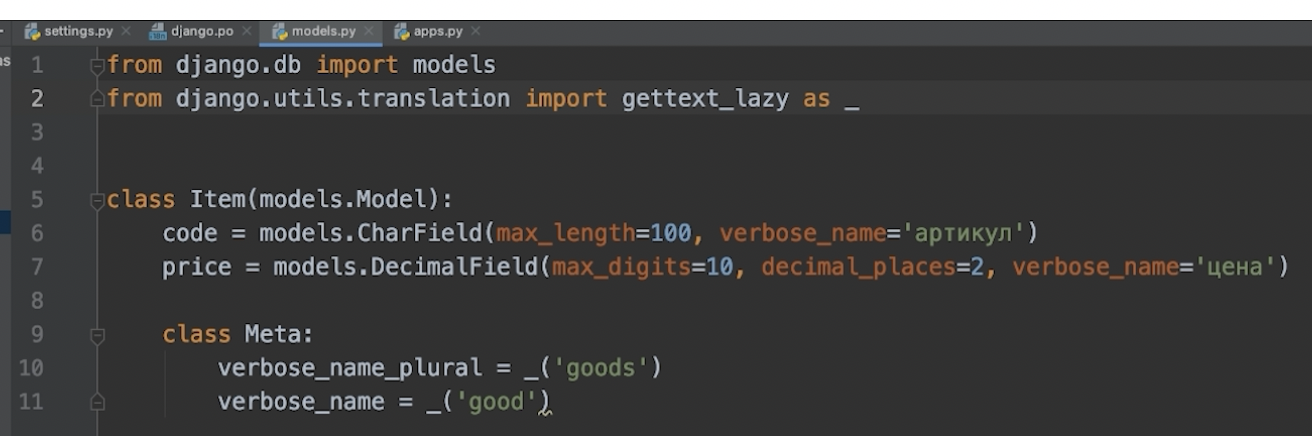 settings.py django.po models.py apps.py
as
1 from django.db import models
2 from django.utils.translation import gettext_lazy as _
3
4
5 class Item(models.Model):
6 code = models.CharField(max_length=100, verbose_name='артикул')
7 price = models.DecimalField(max_digits=10, decimal_places=2, verbose_name='цена')
8
9 class Meta:
10 verbose_name_plural = _('goods')
11 verbose_name = _('good')